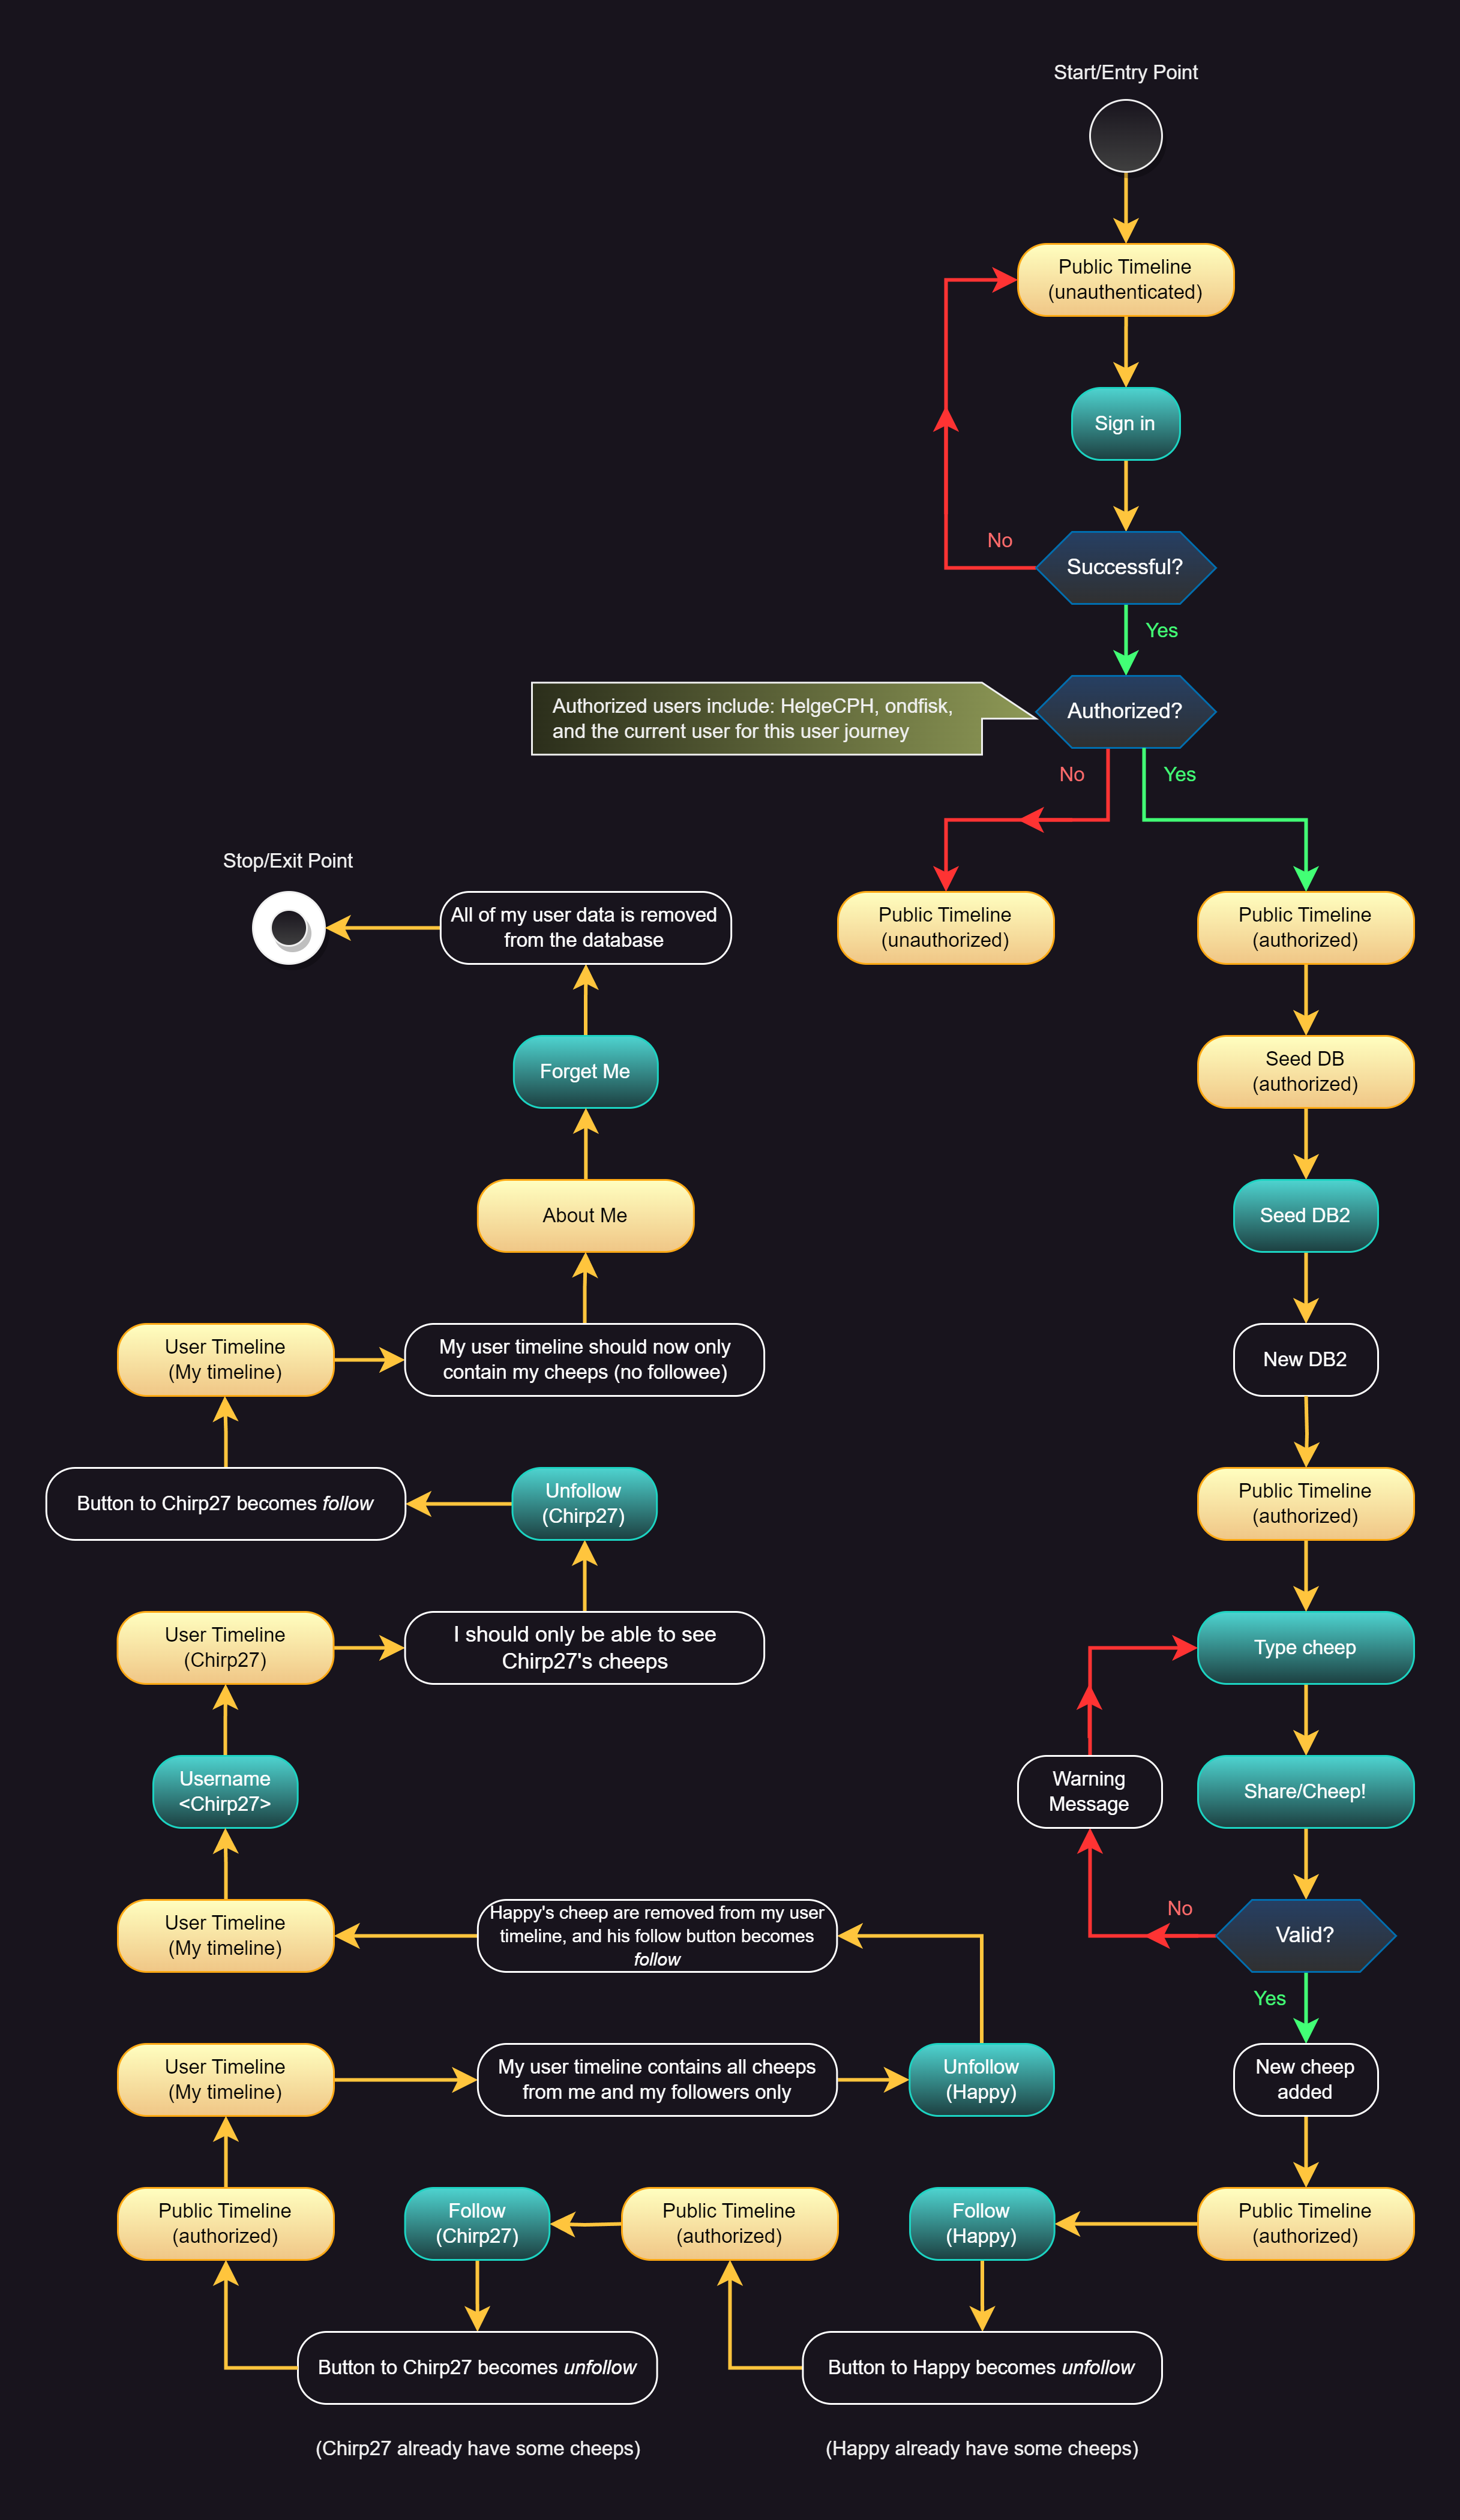 Start/Entry Point
Public Timeline
(unauthenticated)
Sign in
No
Successful?
Yes
Authorized users include: HelgeCPH, ondfisk,
and the current user for this user journey
Authorized?
No
Yes
Stop/Exit Point
All of my user data is removed
from the database
Public Timeline
(unauthorized)
Public Timeline
(authorized)
Forget Me
Seed DB
(authorized)
About Me
Seed DB2
User Timeline
(My timeline)
My user timeline should now only
contain my cheeps (no followee)
New DB2
Button to Chirp27 becomes follow
Unfollow
(Chirp27)
Public Timeline
(authorized)
User Timeline
(Chirp27)
I should only be able to see
Chirp27's cheeps
Type cheep
Username
<Chirp27>
Warning
Message
Share/Cheep!
User Timeline
(My timeline)
Happy's cheep are removed from my user
timeline, and his follow button becomes
follow
No
Valid?
Yes
User Timeline
(My timeline)
My user timeline contains all cheeps
from me and my followers only
Unfollow
(Happy)
New cheep
added
Public Timeline
(authorized)
Follow
(Chirp27)
Public Timeline
(authorized)
Follow
(Happy)
Public Timeline
(authorized)
Button to Chirp27 becomes unfollow
Button to Happy becomes unfollow
(Chirp27 already have some cheeps)
(Happy already have some cheeps)